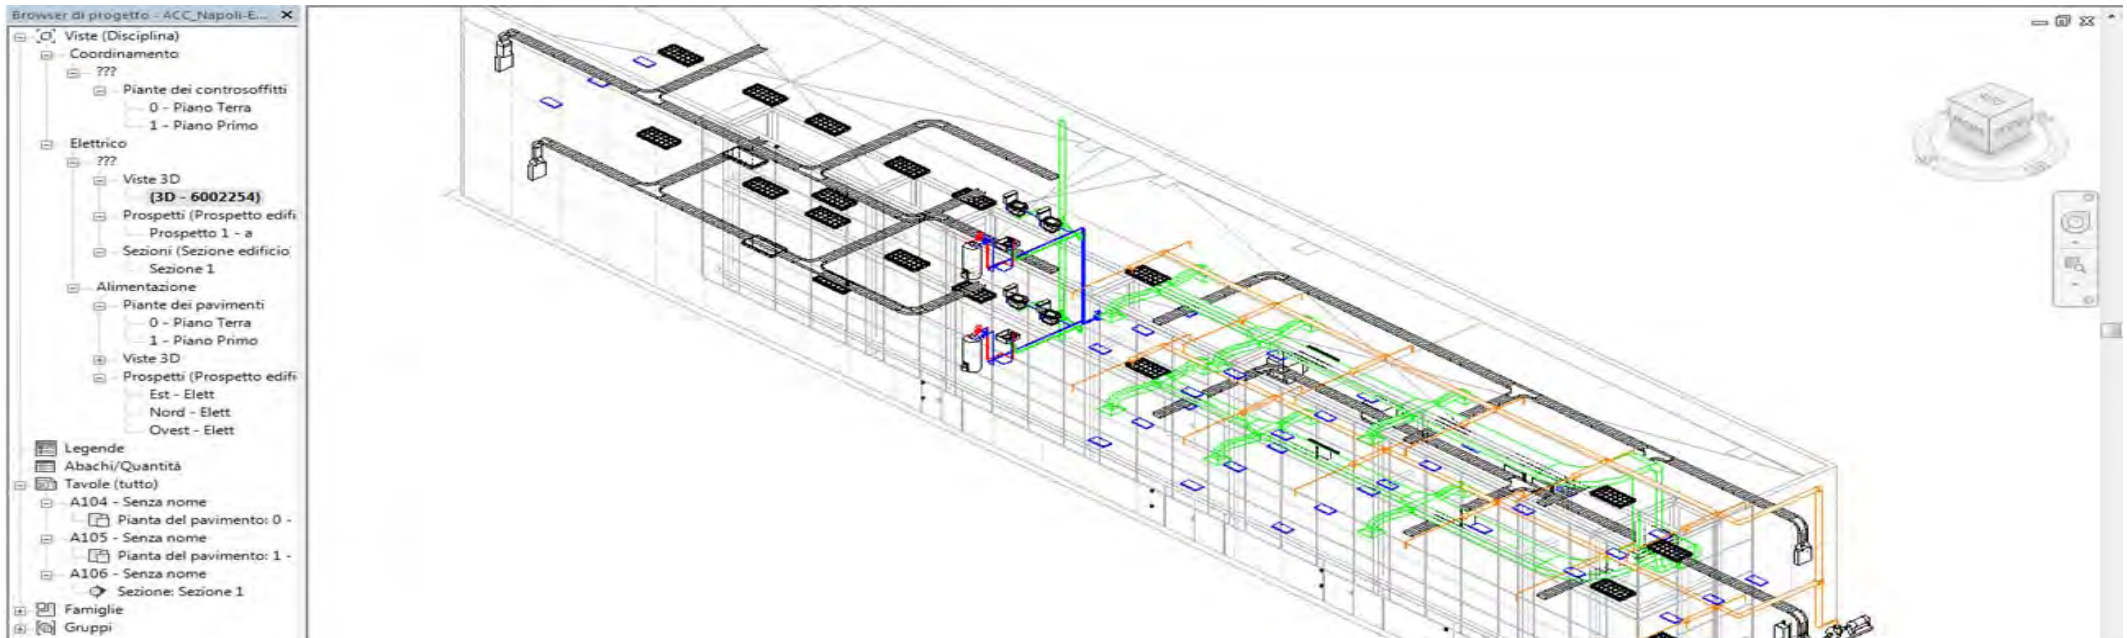 Browser di progetto - ACC_Napoli-E...
Viste (Disciplina)
Coordinamento
???
Piante dei controsoffitti
0 - Piano Terra
1 - Piano Primo
Elettrico
???
Viste 3D
(3D - 6002254)
Prospetti (Prospetto edifi
Prospetto 1 - a
Sezioni (Sezione edificio
Sezione 1
Alimentazione
Piante dei pavimenti
0 - Piano Terra
1 - Piano Primo
Viste 3D
Prospetti (Prospetto edifi
Est - Elett
Nord - Elett
Ovest - Elett
Legende
Abachi/Quantità
Tavole (tutto)
A104 - Senza nome
Pianta del pavimento: 0 -
A105 - Senza nome
Pianta del pavimento: 1 -
A106 - Senza nome
Sezione: Sezione 1
Famiglie
Gruppi